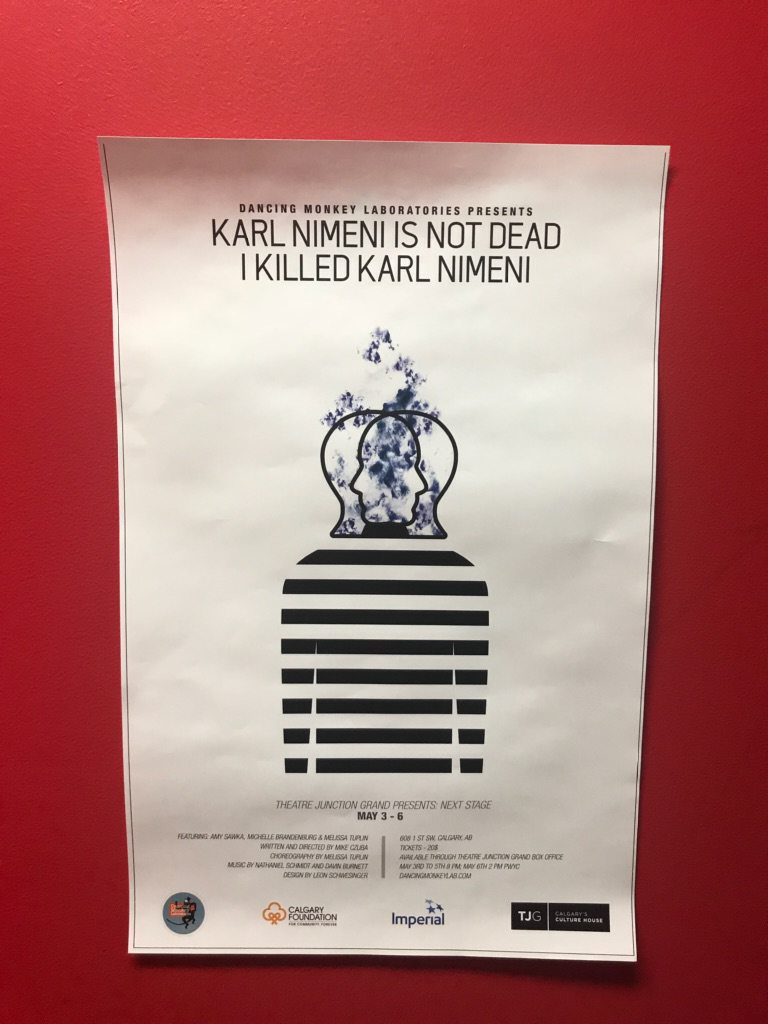 DANCING MONKEY LABORATORIES PRESENTS
KARL NIMENI IS NOT DEAD
I KILLED KARL NIMENI
THEATRE JUNCTION GRAND PRESENTS: NEXT STAGE
MAY 3 - 6
FEATURING: AMY SAWKA, MICHELLE BRANDENBURG & MELISSA TUPLIN
WRITTEN AND DIRECTED BY MIKE CZUBA
CHOREOGRAPHY BY MELISSA TUPLIN
MUSIC BY NATHANIEL SCHMIDT AND DAVIN BURNETT
DESIGN BY LEON SCHWESINGER
608 1 ST SW, CALGARY, AB
TICKETS - 20$
AVAILABLE THROUGH THEATRE JUNCTION GRAND BOX OFFICE
MAY 3RD TO 5TH 8 PM; MAY 6TH 2 PM PWYC
DANCINGMONKEYLAB.COM
CALGARY
FOUNDATION
FOR COMMUNITY, FOREVER
Imperial
TJG
CALGARY'S
CULTURE HOUSE